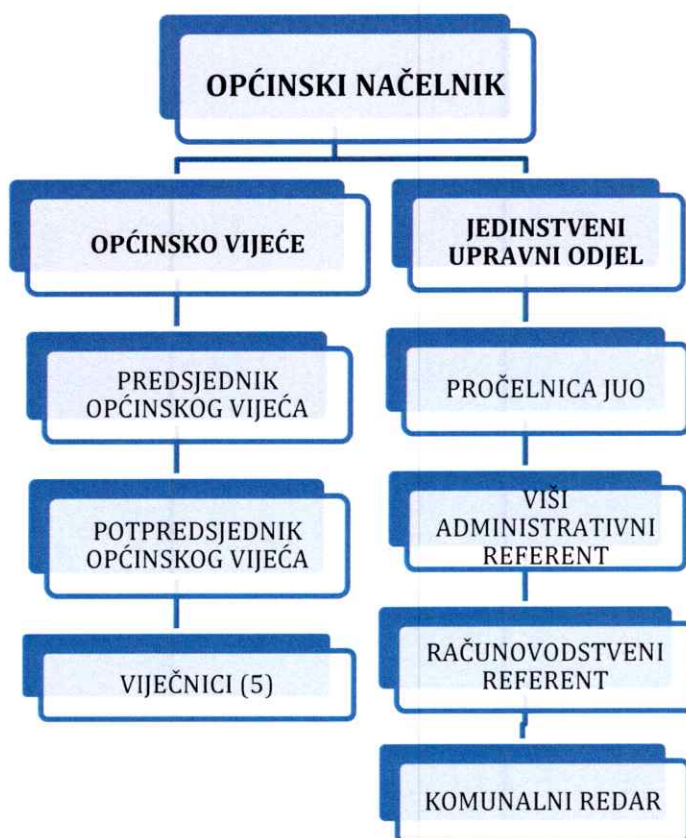 OPĆINSKI NAČELNIK
OPĆINSKO VIJEĆE
JEDINSTVENI
UPRAVNI ODJEL
PREDSJEDNIK
OPĆINSKOG VIJEĆA
PROČELNICA JUO
POTPREDSJEDNIK
OPĆINSKOG VIJEĆA
VIŠI
ADMINISTRATIVNI
REFERENT
VIJEČNICI (5)
RAČUNOVODSTVENI
REFERENT
KOMUNALNI REDAR